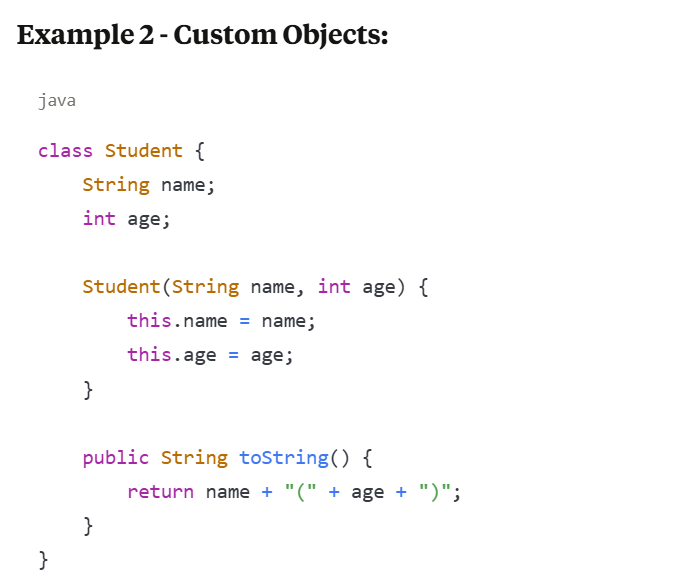 Example 2 - Custom Objects:
java
class Student {
    String name;
    int age;

    Student(String name, int age) {
        this.name = name;
        this.age = age;
    }

    public String toString() {
        return name + "(" + age + ")";
    }
}